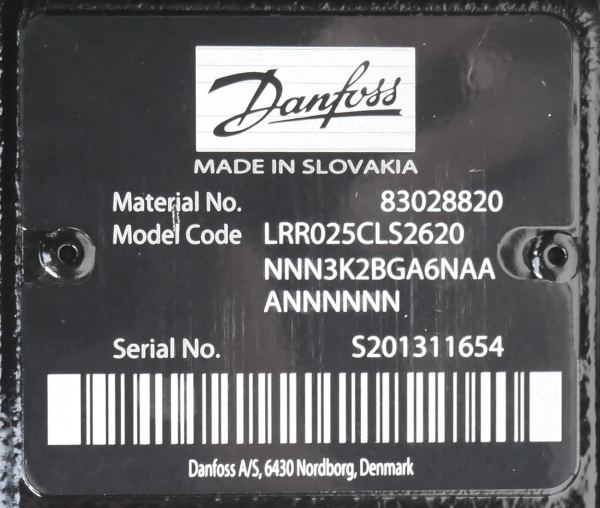 Danfoss
MADE IN SLOVAKIA
Material No. 83028820
Model Code LRR025CLS2620
NNN3K2BGA6NAA
ANNNNNN
Serial No. S201311654
Danfoss A/S, 6430 Nordborg, Denmark